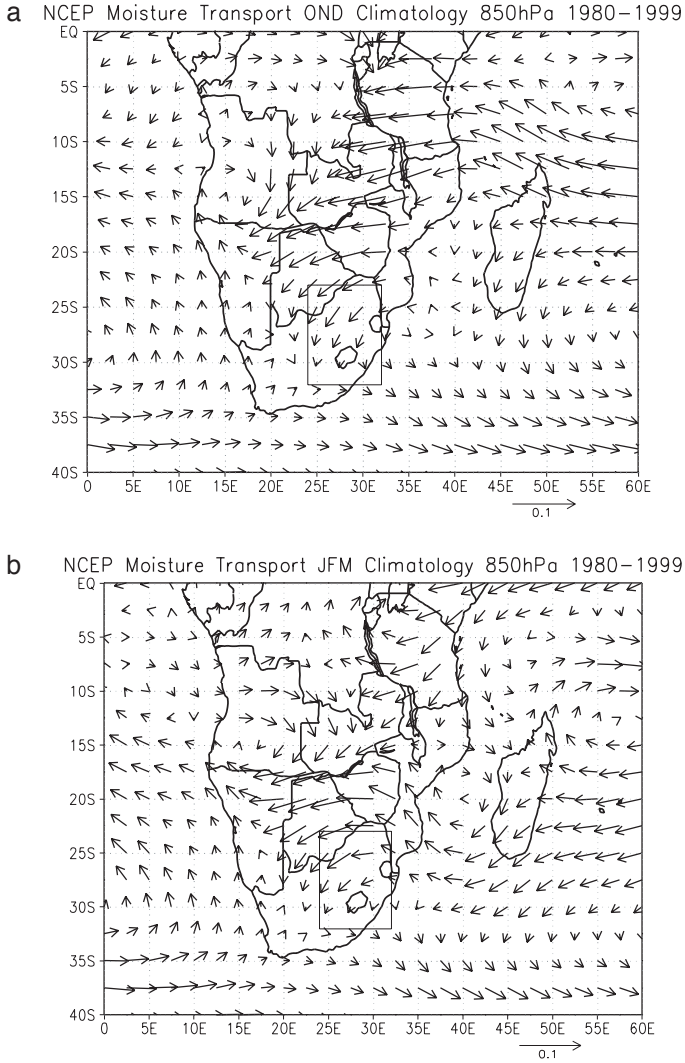 a NCEP Moisture Transport OND Climatology 850hPa 1980-1999
EQ
5S
10S
15S
20S
25S
30S
35S
40S
0 5E 10E 15E 20E 25E 30E 35E 40E 45E 50E 55E 60E
0.1
b NCEP Moisture Transport JFM Climatology 850hPa 1980-1999
EQ
5S
10S
15S
20S
25S
30S
35S
40S
0 5E 10E 15E 20E 25E 30E 35E 40E 45E 50E 55E 60E
0.1